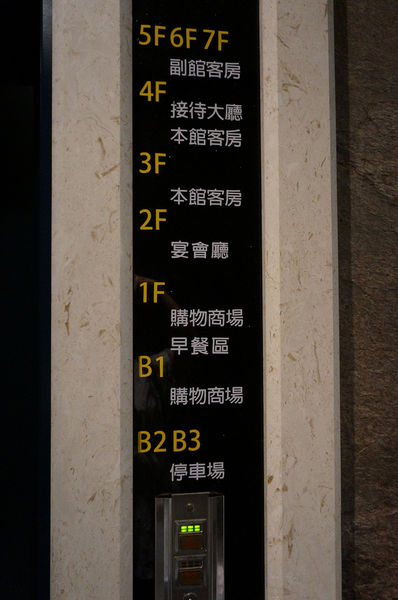 5F 6F 7F
副館客房
4F
接待大廳
本館客房
3F
本館客房
2F
宴會廳
1F
購物商場
早餐區
B1
購物商場
B2 B3
停車場